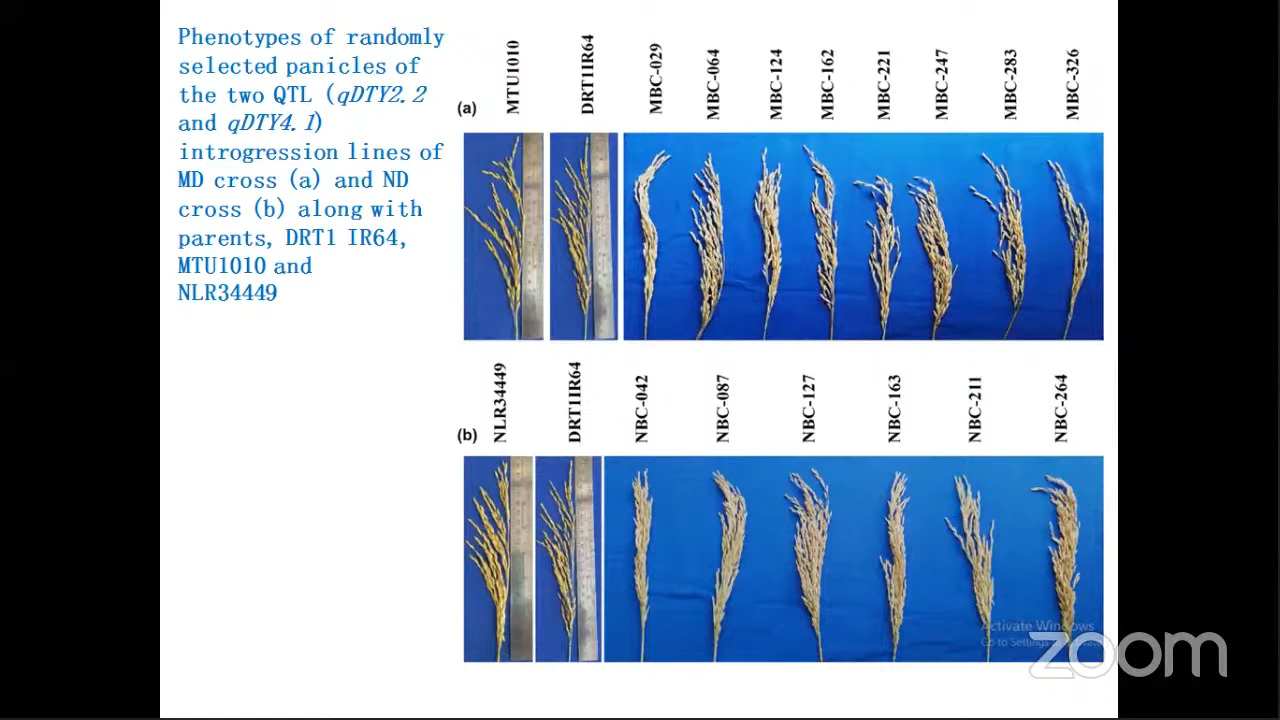 Phenotypes of randomly
selected panicles of
the two QTL (qDTY2.2
and qDTY4.1)
introgression lines of
MD cross (a) and ND
cross (b) along with
parents, DRT1 IR64,
MTU1010 and
NLR34449
(a)
MTU1010
DRT1IR64
MBC-029
MBC-064
MBC-124
MBC-162
MBC-221
MBC-247
MBC-283
MBC-326
(b)
NLR34449
DRT1IR64
NBC-042
NBC-087
NBC-127
NBC-163
NBC-211
NBC-264
Activate Windows
Go to Settings
zoom